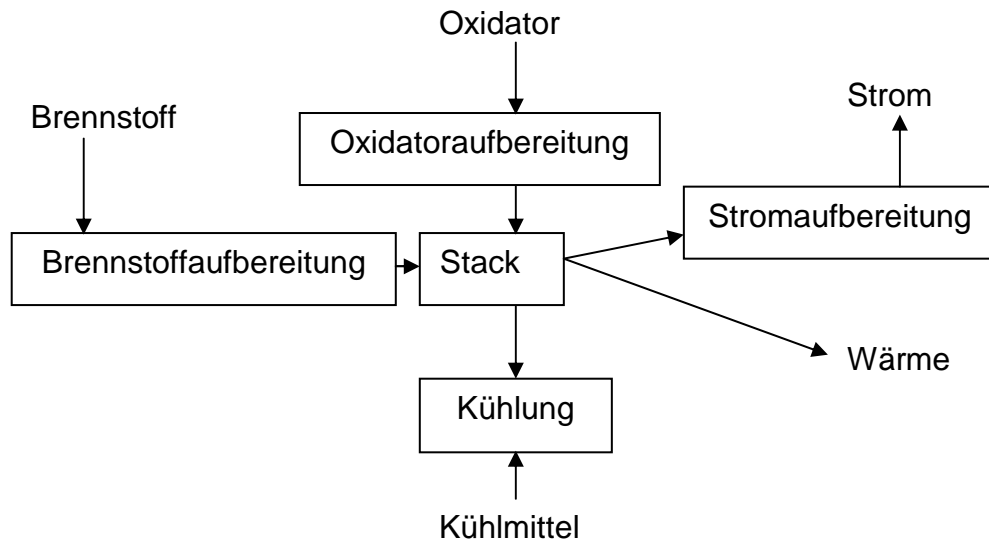 Oxidator
Strom
Brennstoff
Oxidatoraufbereitung
Stromaufbereitung
Brennstoffaufbereitung
Stack
Wärme
Kühlung
Kühlmittel